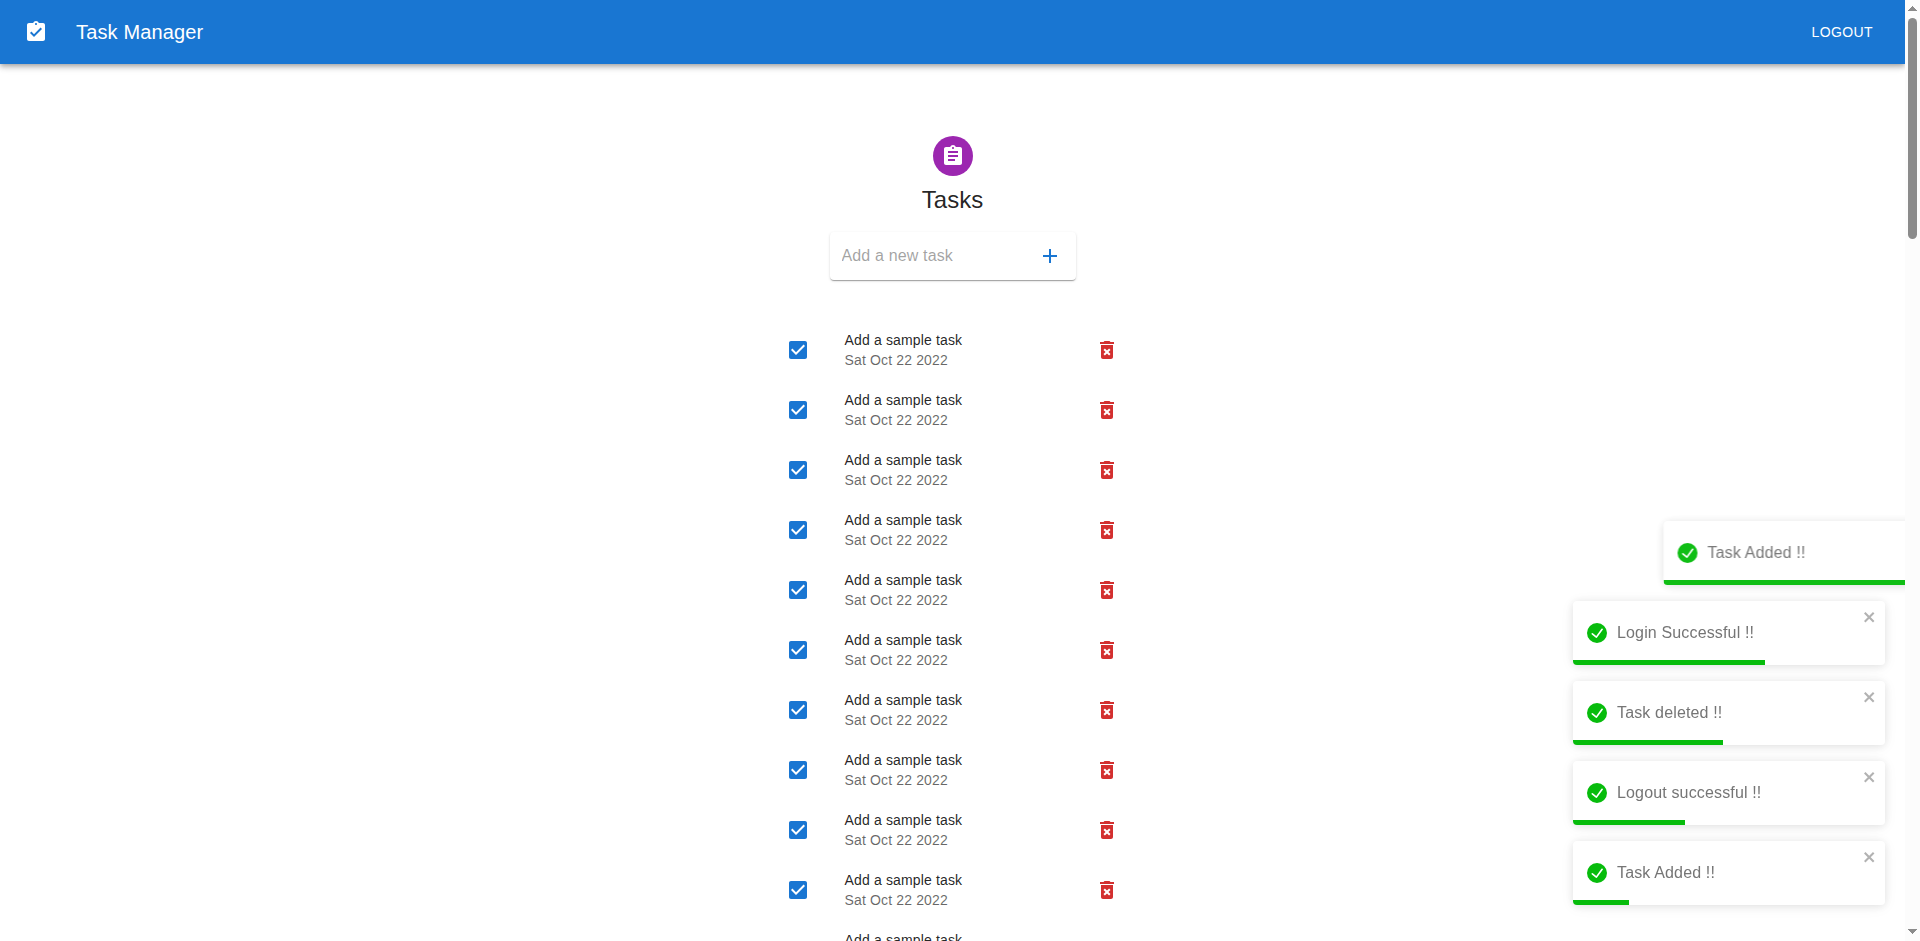 Task Manager
LOGOUT
Tasks
Add a new task
Add a sample task
Sat Oct 22 2022
Add a sample task
Sat Oct 22 2022
Add a sample task
Sat Oct 22 2022
Add a sample task
Sat Oct 22 2022
Add a sample task
Sat Oct 22 2022
Add a sample task
Sat Oct 22 2022
Add a sample task
Sat Oct 22 2022
Add a sample task
Sat Oct 22 2022
Add a sample task
Sat Oct 22 2022
Add a sample task
Sat Oct 22 2022
Add a sample task
Task Added !!
Login Successful !!
Task deleted !!
Logout successful !!
Task Added !!